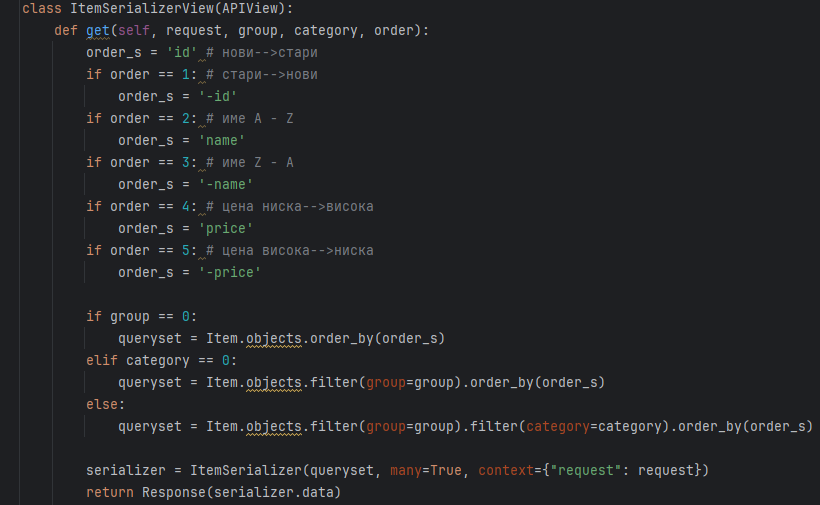 class ItemSerializerView(APIView):
    def get(self, request, group, category, order):
        order_s = 'id' # нови-->стари
        if order == 1: # стари-->нови
            order_s = '-id'
        if order == 2: # име A - Z
            order_s = 'name'
        if order == 3: # име Z - A
            order_s = '-name'
        if order == 4: # цена ниска-->висока
            order_s = 'price'
        if order == 5: # цена висока-->ниска
            order_s = '-price'

        if group == 0:
            queryset = Item.objects.order_by(order_s)
        elif category == 0:
            queryset = Item.objects.filter(group=group).order_by(order_s)
        else:
            queryset = Item.objects.filter(group=group).filter(category=category).order_by(order_s)

        serializer = ItemSerializer(queryset, many=True, context={"request": request})
        return Response(serializer.data)